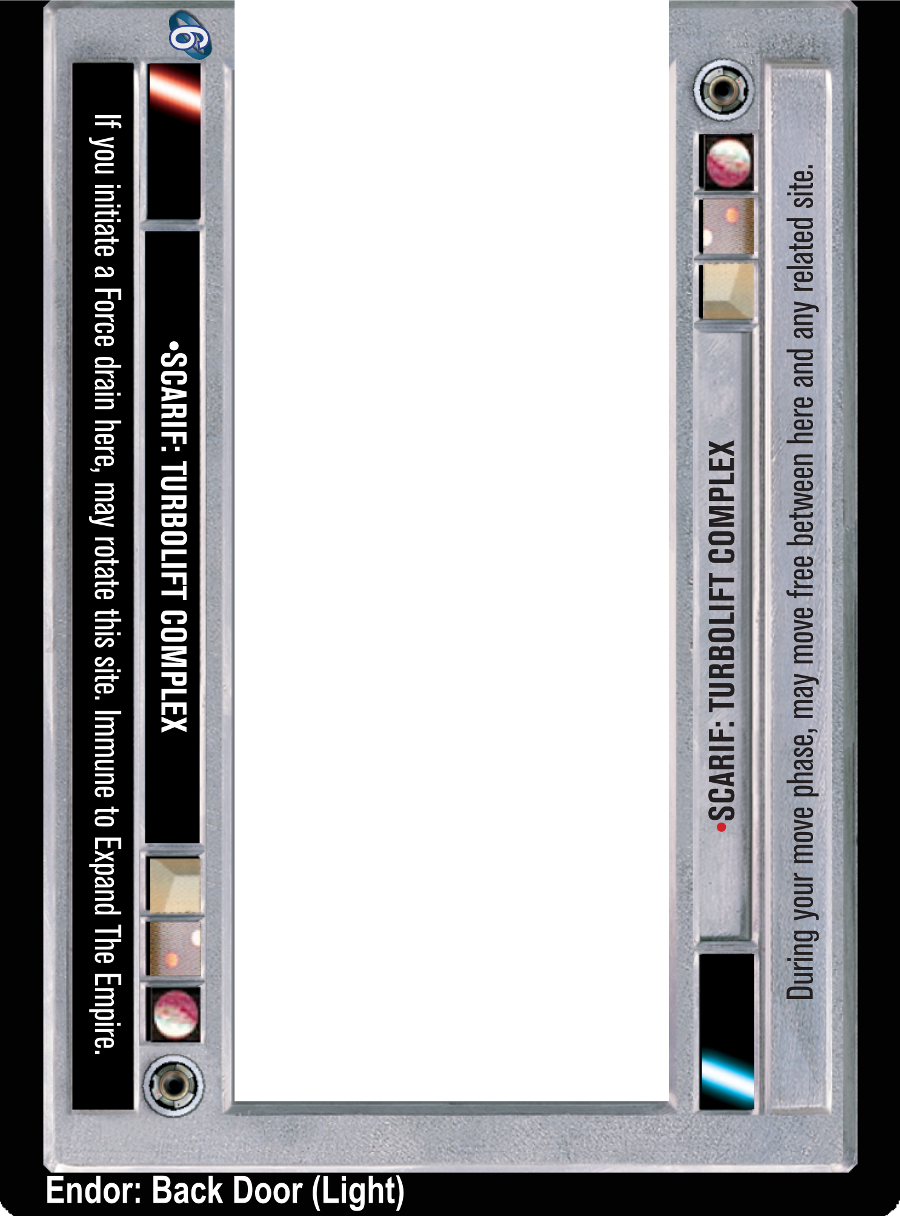 6
If you initiate a Force drain here, may rotate this site. Immune to Expand The Empire.
•SCARIF: TURBOLIFT COMPLEX
•SCARIF: TURBOLIFT COMPLEX
During your move phase, may move free between here and any related site.
Endor: Back Door (Light)